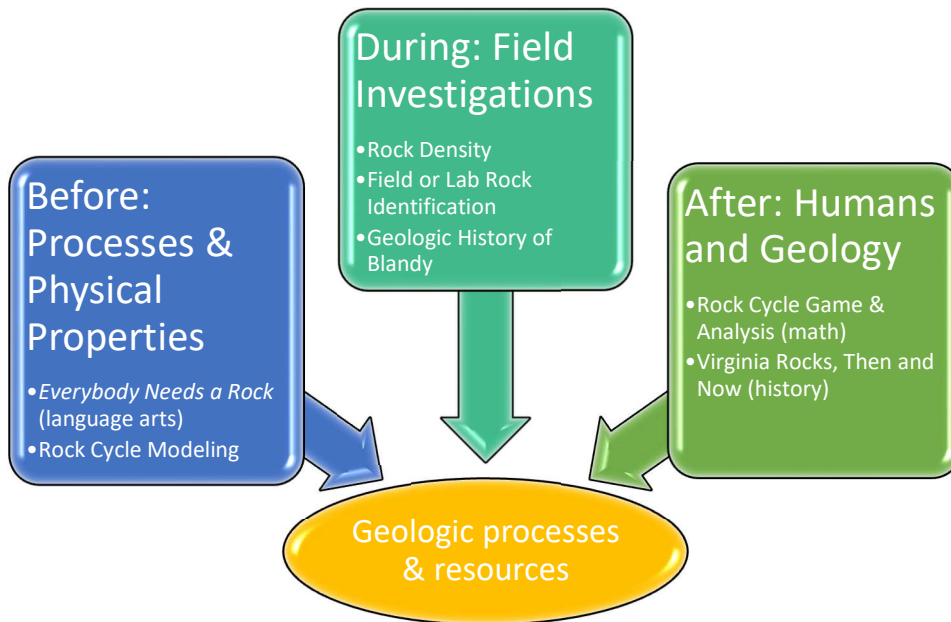 Before:
Processes &
Physical
Properties
•Everybody Needs a Rock
(language arts)
•Rock Cycle Modeling
During: Field
Investigations
•Rock Density
•Field or Lab Rock
Identification
•Geologic History of
Blandy
After: Humans
and Geology
•Rock Cycle Game &
Analysis (math)
•Virginia Rocks, Then and
Now (history)
Geologic processes
& resources